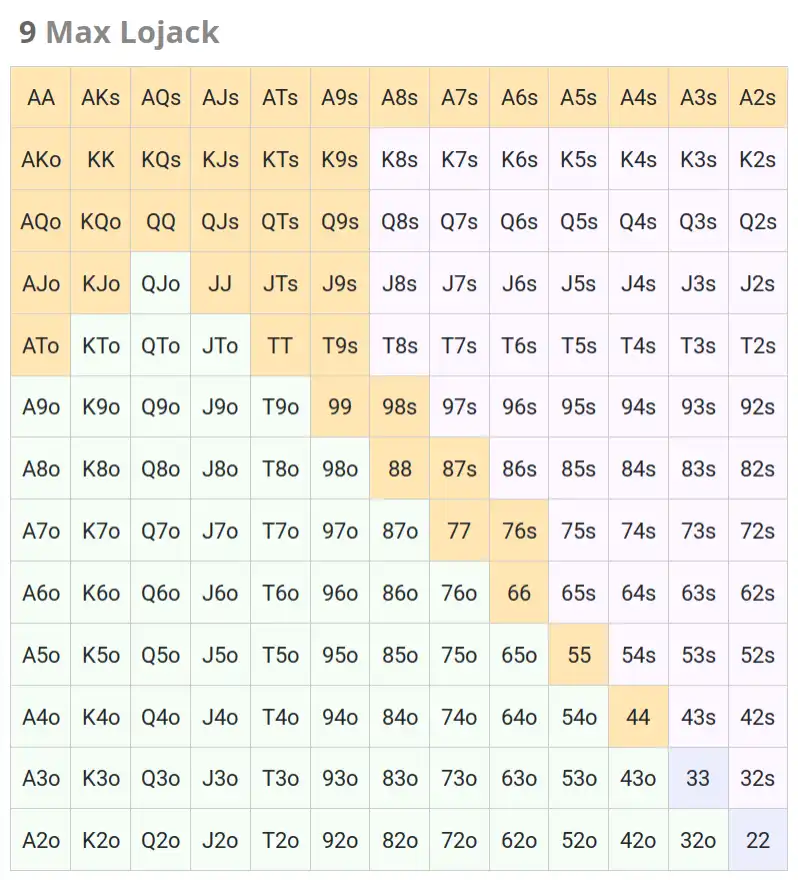 9 Max Lojack
AA AKs AQs AJs ATs A9s A8s A7s A6s A5s A4s A3s A2s
AKo KK KQs KJs KTs K9s K8s K7s K6s K5s K4s K3s K2s
AQo KQo QQ QJs QTs Q9s Q8s Q7s Q6s Q5s Q4s Q3s Q2s
AJo KJo QJo JJ JTs J9s J8s J7s J6s J5s J4s J3s J2s
ATo KTo QTo JTo TT T9s T8s T7s T6s T5s T4s T3s T2s
A9o K9o Q9o J9o T9o 99 98s 97s 96s 95s 94s 93s 92s
A8o K8o Q8o J8o T8o 98o 88 87s 86s 85s 84s 83s 82s
A7o K7o Q7o J7o T7o 97o 87o 77 76s 75s 74s 73s 72s
A6o K6o Q6o J6o T6o 96o 86o 76o 66 65s 64s 63s 62s
A5o K5o Q5o J5o T5o 95o 85o 75o 65o 55 54s 53s 52s
A4o K4o Q4o J4o T4o 94o 84o 74o 64o 54o 44 43s 42s
A3o K3o Q3o J3o T3o 93o 83o 73o 63o 53o 43o 33 32s
A2o K2o Q2o J2o T2o 92o 82o 72o 62o 52o 42o 32o 22